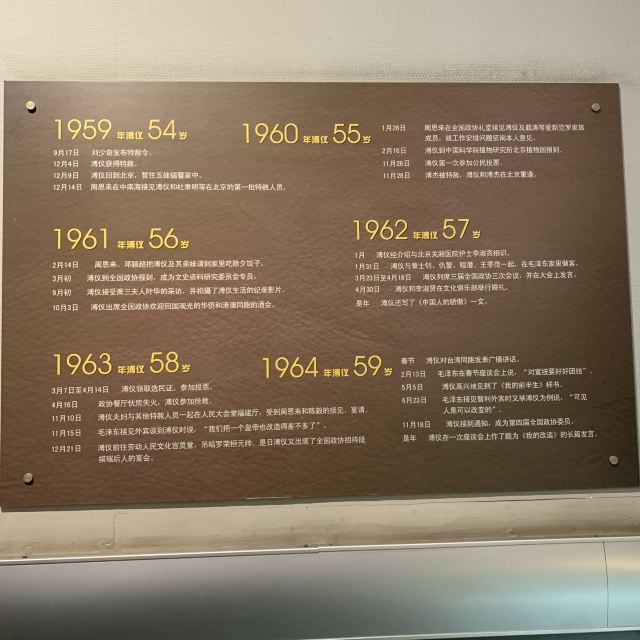 1959 年溥仪 54 岁
9月17日 刘少奇发布特赦令。
12月4日 溥仪获得特赦。
12月9日 溥仪回到北京，暂住五妹韫馨家中。
12月14日 周恩来在中南海接见溥仪和杜聿明等在北京的第一批特赦人员。
1960 年溥仪 55 岁
1月26日 周恩来在全国政协礼堂接见溥仪及载涛等爱新觉罗家族
成员，就工作安排问题征询本人意见。
2月16日 溥仪到中国科学院植物研究所北京植物园报到。
11月26日 溥仪第一次参加公民投票。
11月28日 溥杰被特赦，溥仪和溥杰在北京重逢。
1961 年溥仪 56 岁
2月14日 周恩来、邓颖超把溥仪及其弟妹请到家里吃除夕饺子。
3月初 溥仪到全国政协报到，成为文史资料研究委员会专员。
9月初 溥仪接受萧三夫人叶华的采访，并拍摄了溥仪生活的纪录影片。
10月3日 溥仪出席全国政协欢迎回国观光的华侨和港澳同胞的酒会。
1962 年溥仪 57 岁
1月 溥仪经介绍与北京关厢医院护士李淑贤相识。
1月31日 溥仪与章士钊、仇鳌、程潜、王季范一起，在毛泽东家里做客。
3月23日至4月18日 溥仪列席三届全国政协三次会议，并在大会上发言。
4月30日 溥仪和李淑贤在文化俱乐部举行婚礼。
是年 溥仪还写了《中国人的骄傲》一文。
1963 年溥仪 58 岁
3月7日至4月14日 溥仪领取选民证，参加投票。
4月16日 政协餐厅伙房失火，溥仪参加抢救。
11月10日 溥仪夫妇与其他特赦人员一起在人民大会堂福建厅，受到周恩来和陈毅的接见、宴请。
11月15日 毛泽东接见外宾谈到溥仪时说，“我们把一个皇帝也改造得差不多了”。
12月21日 溥仪前往劳动人民文化宫灵堂，吊唁罗荣桓元帅、是日溥仪又出席了全国政协招待段
祺瑞后人的宴会。
1964 年溥仪 59 岁
春节 溥仪对台湾同胞发表广播讲话。
2月13日 毛泽东在春节座谈会上说，“对宣统要好好团结”。
5月5日 溥仪高兴地见到了《我的前半生》样书。
6月23日 毛泽东接见智利外宾时又举溥仪为例说，“可见
人是可以改变的”。
11月18日 溥仪接到通知，成为第四届全国政协委员。
是年 溥仪在一次座谈会上作了题为《我的改造》的长篇发言。